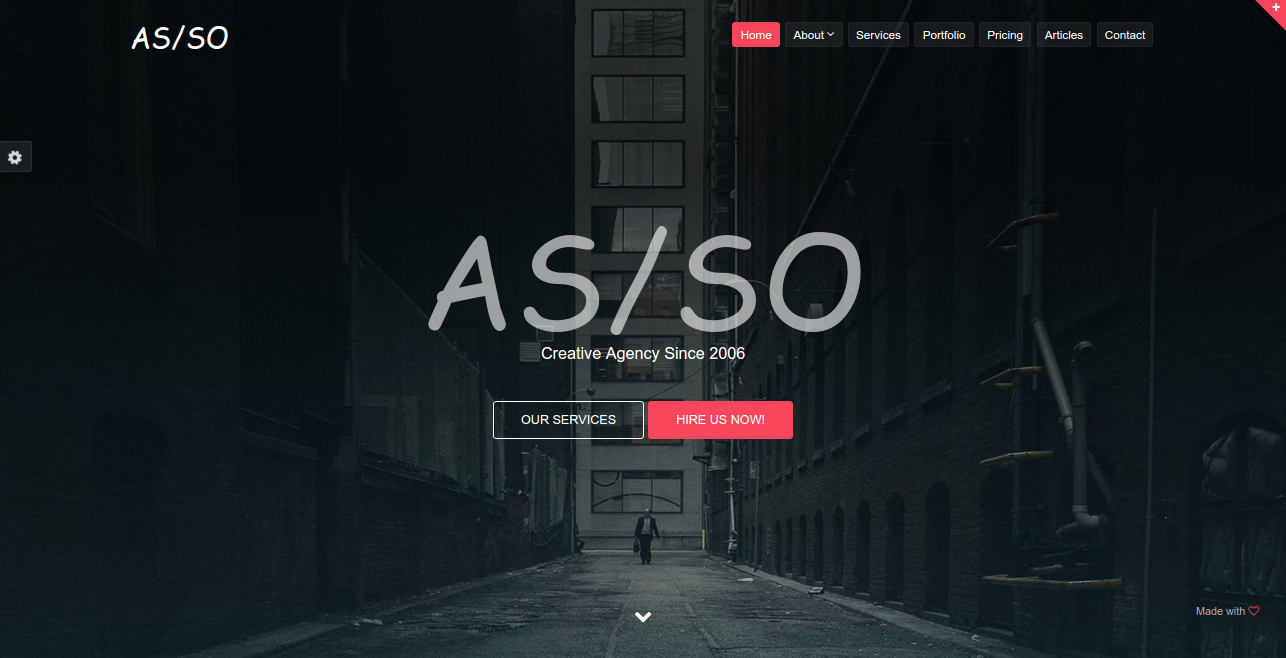 AS/SO
Home About Services Portfolio Pricing Articles Contact
+
AS/SO
Creative Agency Since 2006
OUR SERVICES HIRE US NOW!
Made with